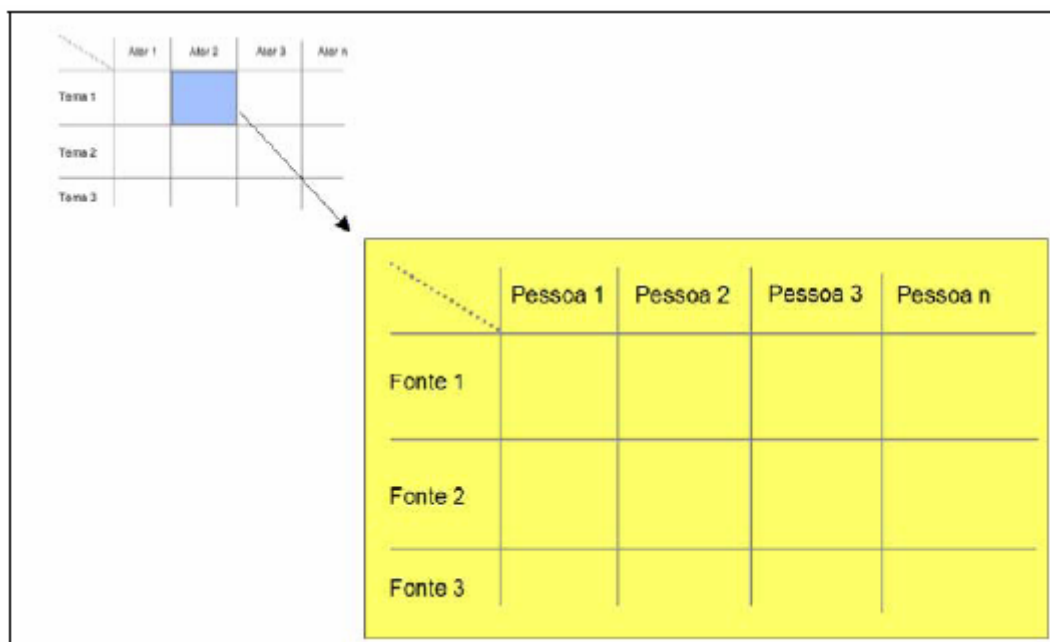 Ator 1 Ator 2 Ator 3 Ator n
Tema 1
Tema 2
Tema 3
Pessoa 1 Pessoa 2 Pessoa 3 Pessoa n
Fonte 1
Fonte 2
Fonte 3